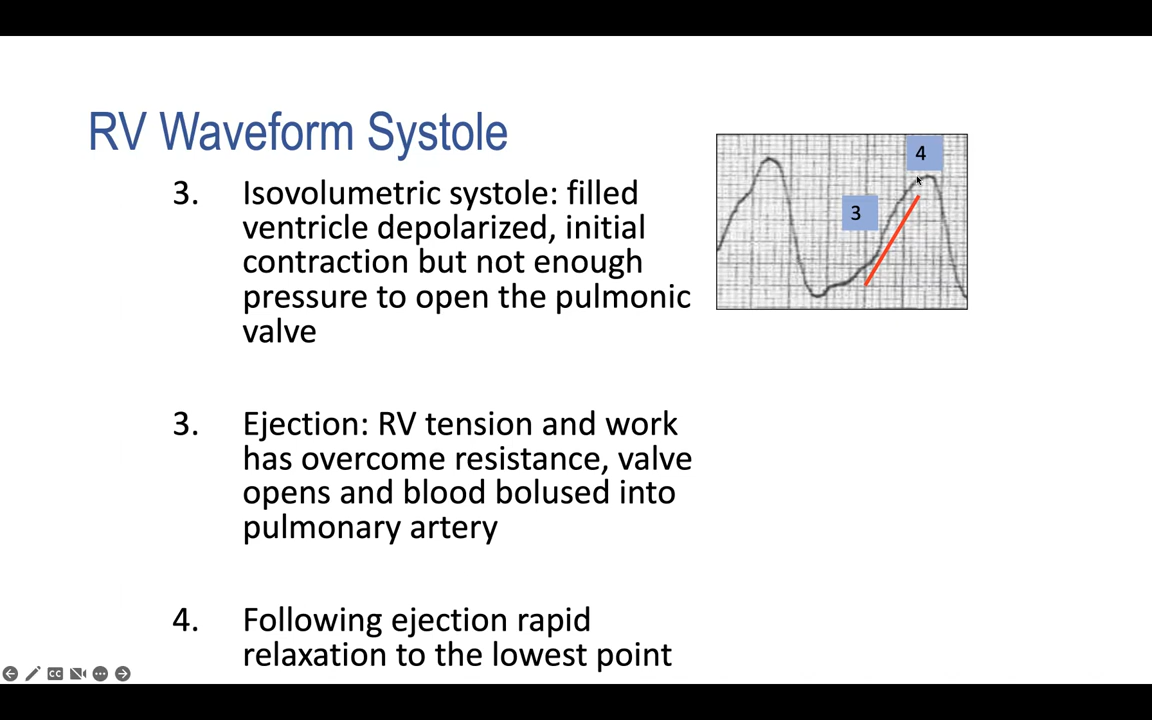 RV Waveform Systole
3. Isovolumetric systole: filled
ventricle depolarized, initial
contraction but not enough
pressure to open the pulmonic
valve
3. Ejection: RV tension and work
has overcome resistance, valve
opens and blood bolused into
pulmonary artery
4. Following ejection rapid
relaxation to the lowest point
4
3
CC